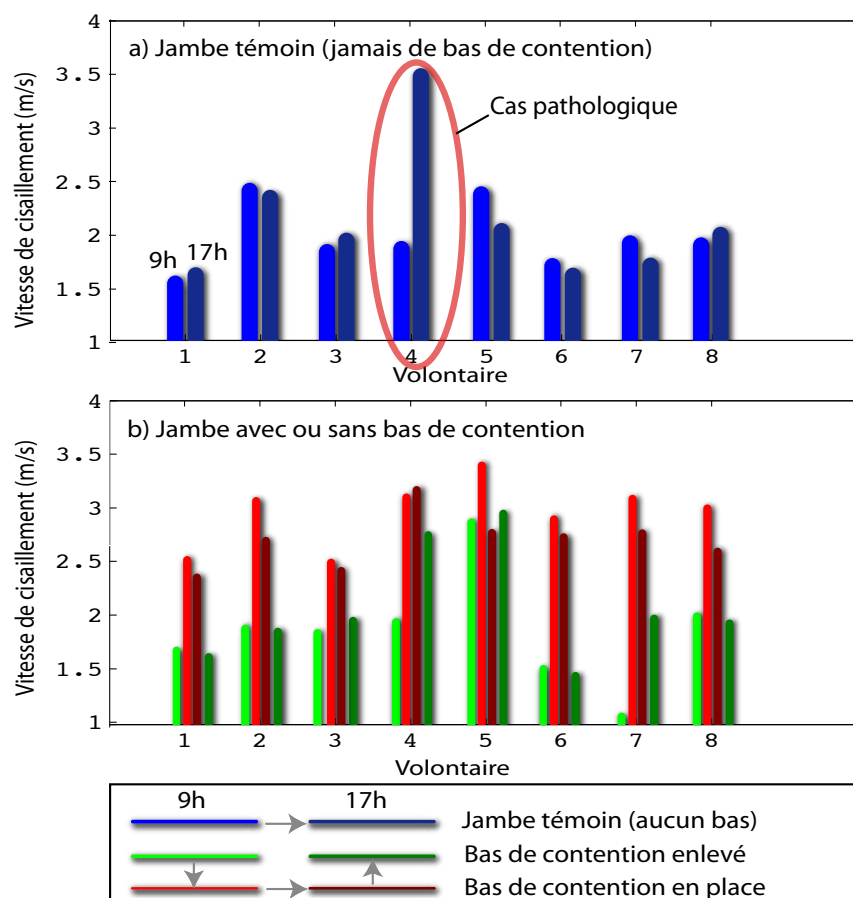 4
a) Jambe témoin (jamais de bas de contention)
3.5
Cas pathologique
3
2.5
2
9h 17h
1.5
1
1 2 3 4 5 6 7 8
Volontaire
Vitesse de cisaillement (m/s)
4
b) Jambe avec ou sans bas de contention
3.5
3
2.5
2
1.5
1
1 2 3 4 5 6 7 8
Volontaire
Vitesse de cisaillement (m/s)
9h 17h
Jambe témoin (aucun bas)
Bas de contention enlevé
Bas de contention en place